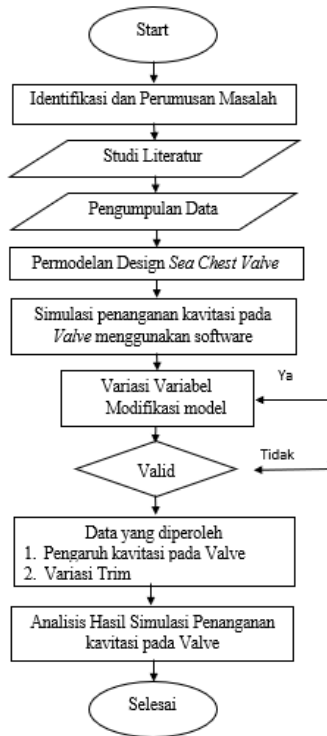 Start
Identifikasi dan Perumusan Masalah
Studi Literatur
Pengumpulan Data
Permodelan Design Sea Chest Valve
Simulasi penanganan kavitasi pada
Valve menggunakan software
Variasi Variabel
Modifikasi model
Ya
Valid
Tidak
Data yang diperoleh
1. Pengaruh kavitasi pada Valve
2. Variasi Trim
Analisis Hasil Simulasi Penanganan
kavitasi pada Valve
Selesai